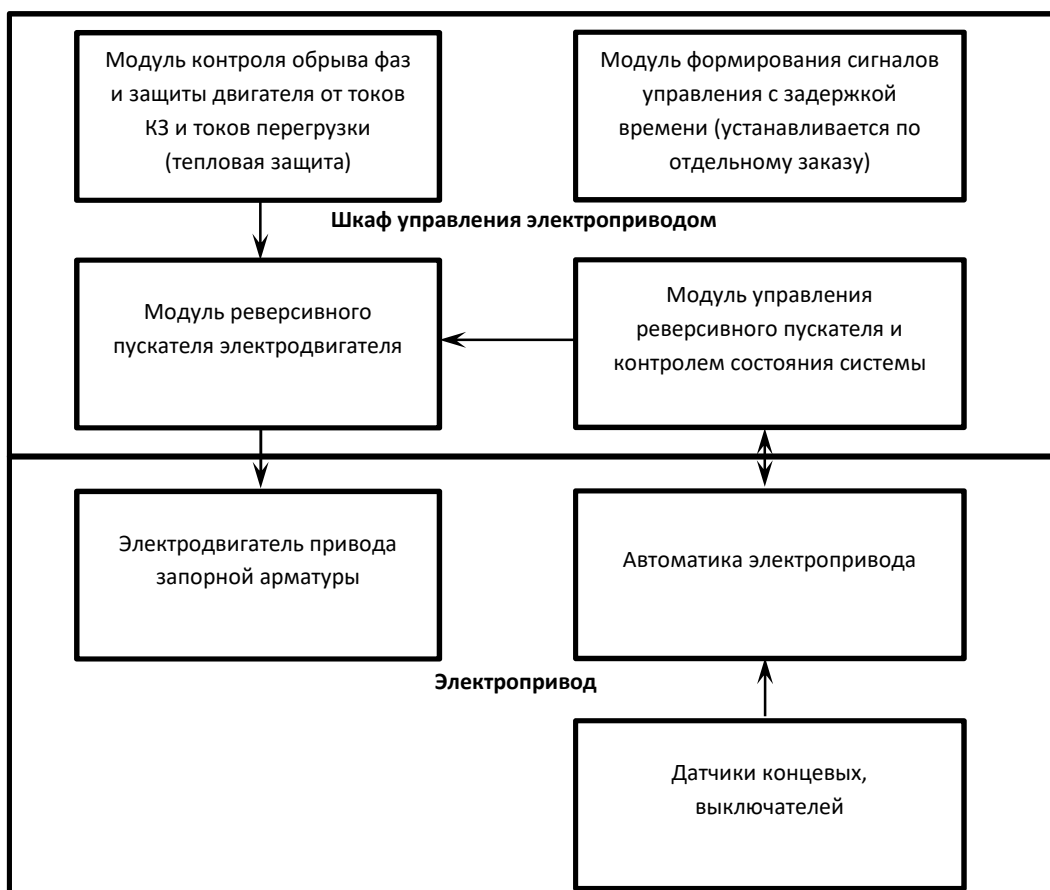 Модуль контроля обрыва фаз
и защиты двигателя от токов
КЗ и токов перегрузки
(тепловая защита)
Модуль формирования сигналов
управления с задержкой
времени (устанавливается по
отдельному заказу)
Шкаф управления электроприводом
Модуль реверсивного
пускателя электродвигателя
Модуль управления
реверсивного пускателя и
контролем состояния системы
Электродвигатель привода
запорной арматуры
Автоматика электропривода
Электропривод
Датчики концевых,
выключателей